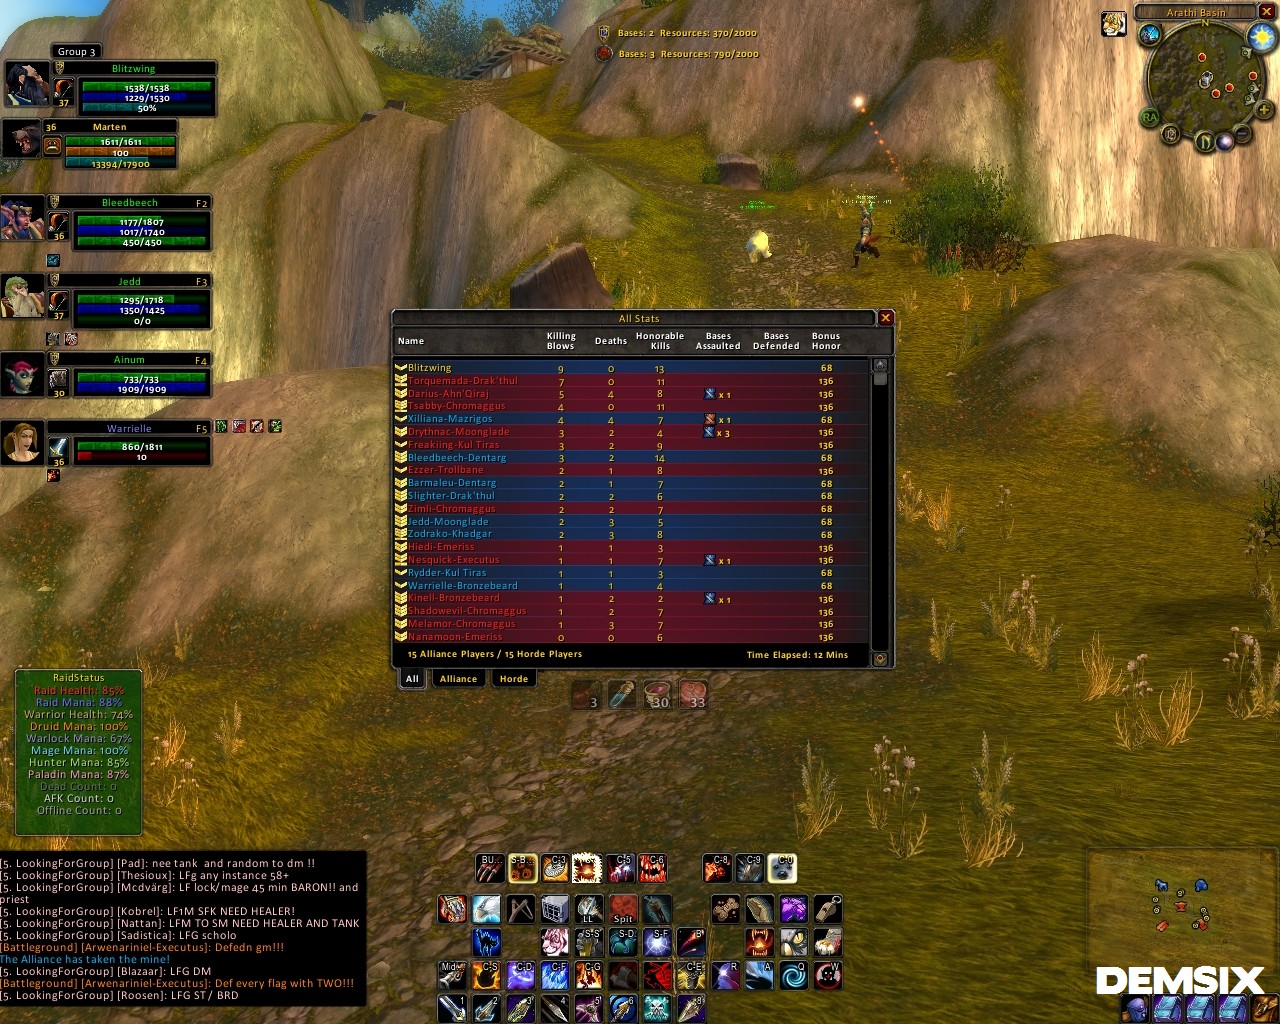 Bases: 2 Resources: 370/2000
Bases: 3 Resources: 790/2000
Arathi Basin
N
RA
Group 3
Blitzwing
1538/1538
1229/1530
50%
37
36 Marten
1611/1611
100
13394/17900
Bleedbeech F2
1177/1807
1017/1740
450/450
36
Jedd F3
1295/1718
1350/1425
0/0
37
Ainum F4
733/733
1909/1909
30
Warrielle F5
860/1811
10
36
All Stats
Name Killing Blows Deaths Honorable Kills Bases Assaulted Bases Defended Bonus Honor
Blitzwing 9 0 13 68
Torquemada-Drak'thul 7 0 11 136
Darius-Ahn'Qiraj 5 4 8 x 1 136
Tsabby-Chromaggus 4 0 11 136
Xilliana-Mazrigos 4 4 7 x 1 68
Drythnac-Moonglade 3 2 4 x 3 136
Freakiing-Kul Tiras 3 2 9 136
Bleedbeech-Dentarg 3 2 14 68
Ezzer-Trollbane 2 1 8 136
Barmaleu-Dentarg 2 1 7 68
Slighter-Drak'thul 2 2 6 68
Zimli-Chromaggus 2 2 7 136
Jedd-Moonglade 2 3 5 68
Zodrako-Khadgar 2 3 8 68
Hiedi-Emeriss 1 1 3 136
Nesquick-Executus 1 1 7 x 1 136
Rydder-Kul Tiras 1 1 3 68
Warrielle-Bronzebeard 1 1 4 68
Kinell-Bronzebeard 1 2 2 x 1 136
Shadowevil-Chromaggus 1 2 7 136
Melamor-Chromaggus 1 3 7 136
Nanamoon-Emeriss 0 0 6 136
15 Alliance Players / 15 Horde Players Time Elapsed: 12 Mins
All Alliance Horde
3 30 33
RaidStatus
Raid Health: 85%
Raid Mana: 88%
Warrior Health: 74%
Druid Mana: 100%
Warlock Mana: 67%
Mage Mana: 100%
Hunter Mana: 85%
Paladin Mana: 87%
Dead Count: 0
AFK Count: 0
Offline Count: 0
[5. LookingForGroup] [Pad]: nee tank and random to dm !!
[5. LookingForGroup] [Thesioux]: LFg any instance 58+
[5. LookingForGroup] [Mcdvärg]: LF lock/mage 45 min BARON!! and
priest
[5. LookingForGroup] [Kobrel]: LF1M SFK NEED HEALER!
[5. LookingForGroup] [Nattan]: LFM TO SM NEED HEALER AND TANK
[5. LookingForGroup] [Sadistica]: LFG scholo
[Battleground] [Arwenariniel-Executus]: Defedn gm!!!
The Alliance has taken the mine!
[5. LookingForGroup] [Blazaar]: LFG DM
[Battleground] [Arwenariniel-Executus]: Def every flag with TWO!!!
[5. LookingForGroup] [Roosen]: LFG ST / BRD
BU... S-B... C-3 C-5 C-6 C-8 C-9 C-0
LL Spit
S-S S-D S-F B
Mid C-S C-D C-F C-G C-E R A Q W
1 2 3 4 5 6 8
DEMSIX